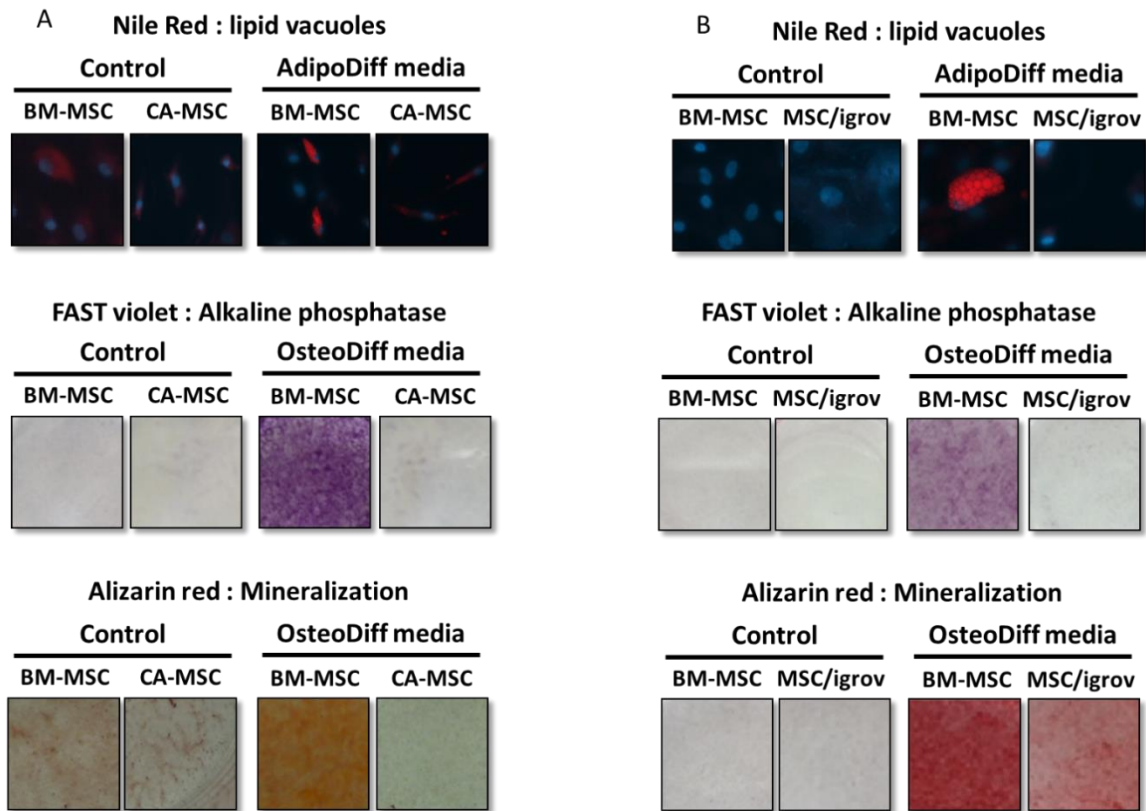 A
Nile Red : lipid vacuoles
Control AdipoDiff media
BM-MSC CA-MSC BM-MSC CA-MSC
FAST violet : Alkaline phosphatase
Control OsteoDiff media
BM-MSC CA-MSC BM-MSC CA-MSC
Alizarin red : Mineralization
Control OsteoDiff media
BM-MSC CA-MSC BM-MSC CA-MSC
B
Nile Red : lipid vacuoles
Control AdipoDiff media
BM-MSC MSC/igrov BM-MSC MSC/igrov
FAST violet : Alkaline phosphatase
Control OsteoDiff media
BM-MSC MSC/igrov BM-MSC MSC/igrov
Alizarin red : Mineralization
Control OsteoDiff media
BM-MSC MSC/igrov BM-MSC MSC/igrov